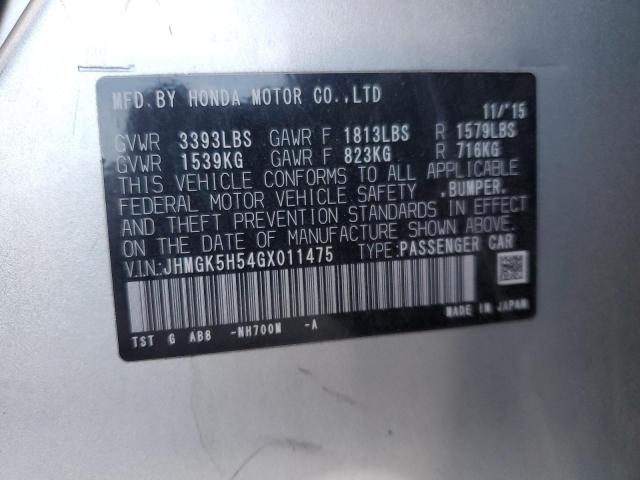 MFD.BY HONDA MOTOR CO.,LTD
11/'15
GVWR 3393LBS GAWR F 1813LBS R 1579LBS
GVWR 1539KG GAWR F 823KG R 716KG
THIS VEHICLE CONFORMS TO ALL APPLICABLE
FEDERAL MOTOR VEHICLE SAFETY ,BUMPER,
AND THEFT PREVENTION STANDARDS IN EFFECT
ON THE DATE OF MANUFACTURE SHOWN ABOVE.
V.IN:JHMGK5H54GX011475 TYPE:PASSENGER CAR
MADE IN JAPAN
TST G AB8 -NH700M -A